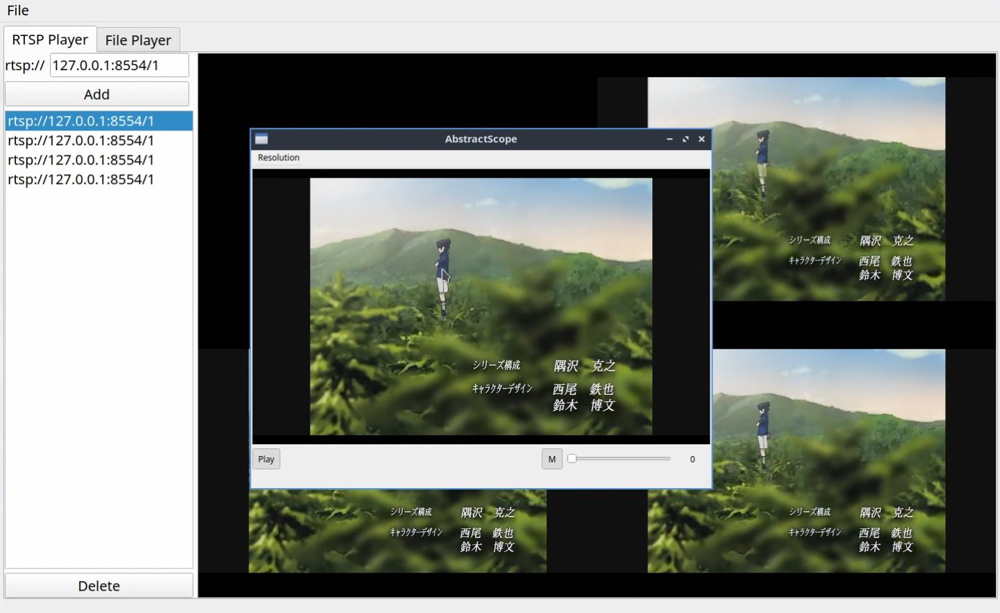 File
RTSP Player
File Player
rtsp://
127.0.0.1:8554/1
Add
rtsp://127.0.0.1:8554/1
rtsp://127.0.0.1:8554/1
rtsp://127.0.0.1:8554/1
rtsp://127.0.0.1:8554/1
Delete
シリーズ構成 隅沢 克之
キャラクターデザイン 西尾 鉄也
鈴木 博文
AbstractScope
Resolution
シリーズ構成 隅沢 克之
キャラクターデザイン 西尾 鉄也
鈴木 博文
Play
M
0
シリーズ構成 隅沢 克之
キャラクターデザイン 西尾 鉄也
鈴木 博文
シリーズ構成 隅沢 克之
キャラクターデザイン 西尾 鉄也
鈴木 博文